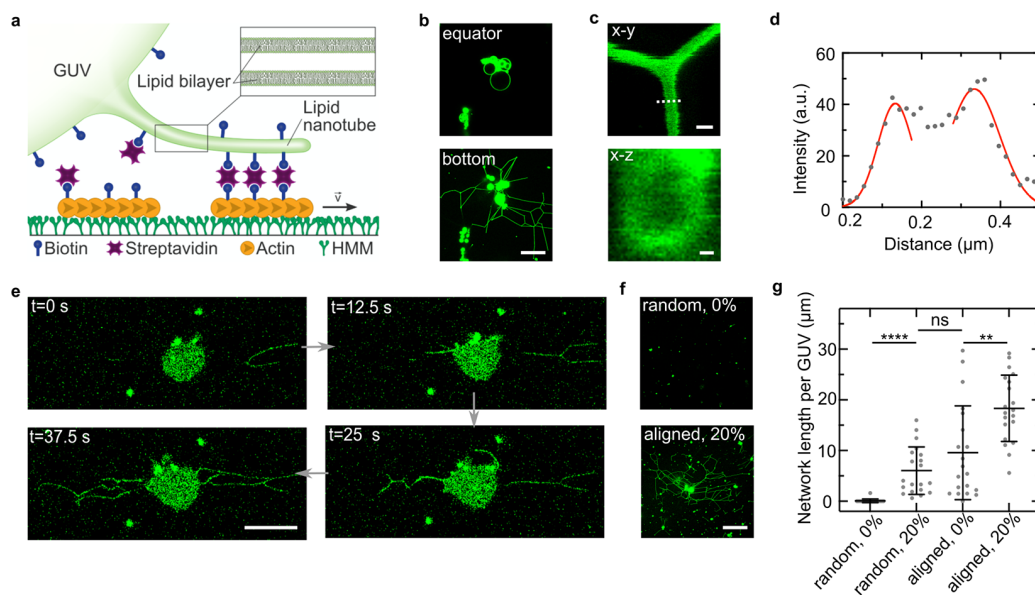 a
GUV
Lipid bilayer
Lipid
nanotube
v
Biotin
Streptavidin
Actin
HMM
b
equator
bottom
c
x-y
x-z
d
Intensity (a.u.)
60
40
20
0
0.2
0.2
0.4
Distance (μm)
e
t=0 s
t=12.5 s
t=37.5 s
t=25 s
f
random, 0%
aligned, 20%
g
Network length per GUV (μm)
30
20
10
0
****
ns
**
random, 0%
random, 20%
aligned, 0%
aligned, 20%